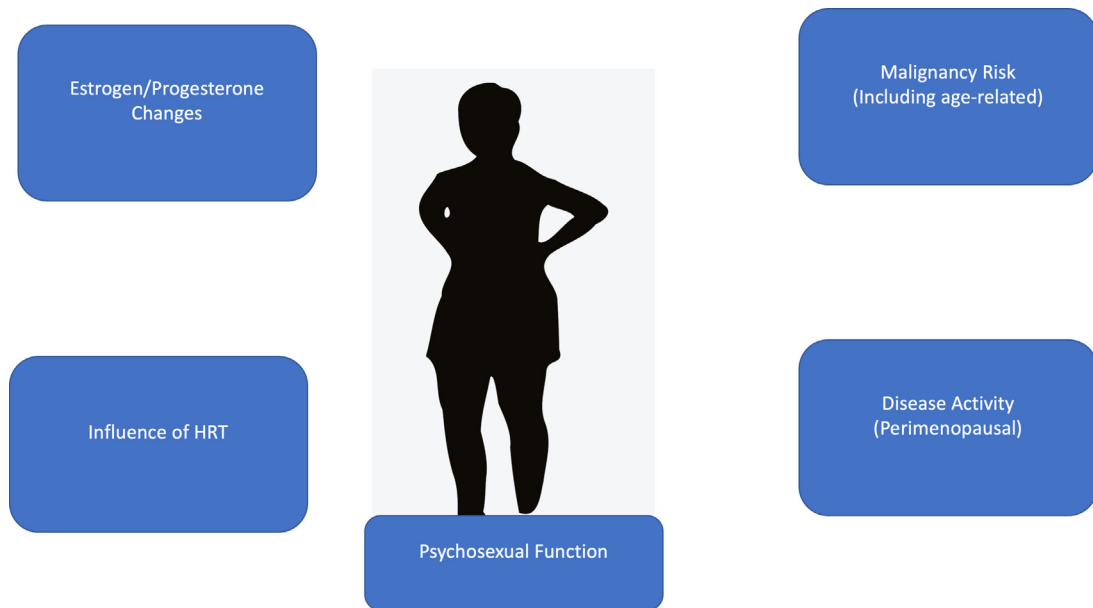 Estrogen/Progesterone
Changes
Malignancy Risk
(Including age-related)
Influence of HRT
Disease Activity
(Perimenopausal)
Psychosexual Function